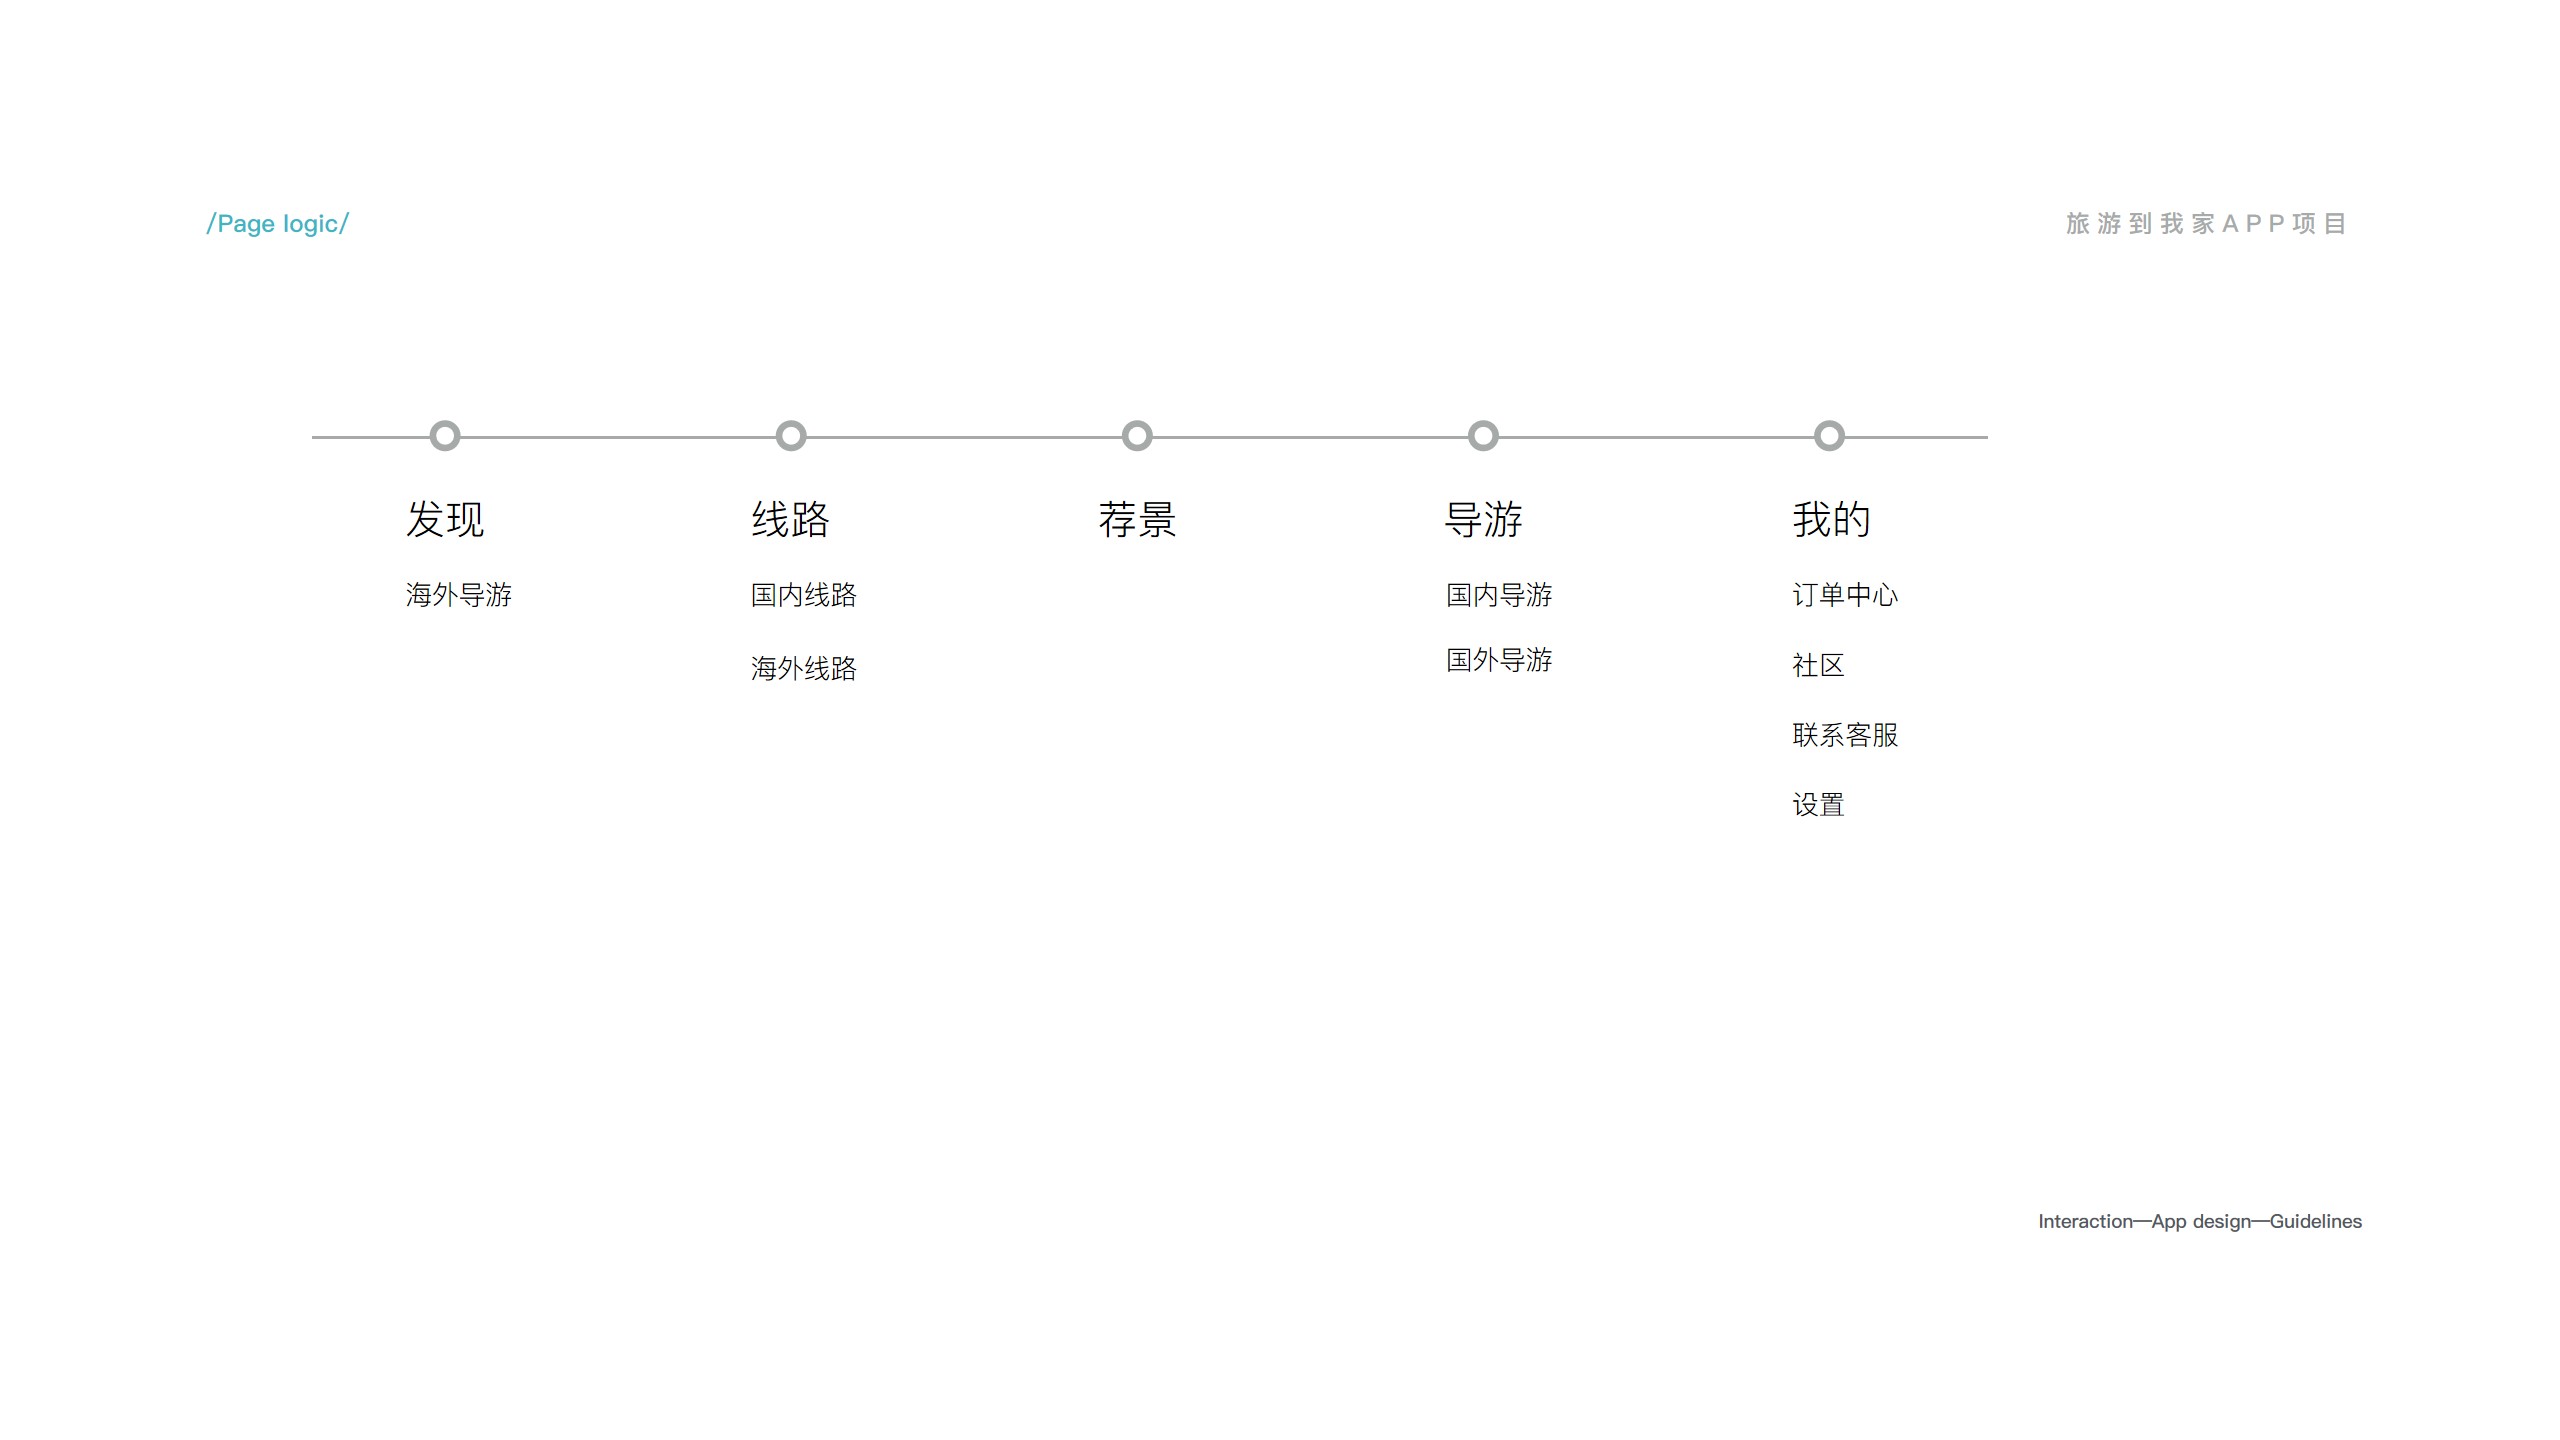 /Page logic/
旅游到我家APP项目
发现
海外导游
线路
国内线路
海外线路
荐景
导游
国内导游
国外导游
我的
订单中心
社区
联系客服
设置
Interaction—App design—Guidelines